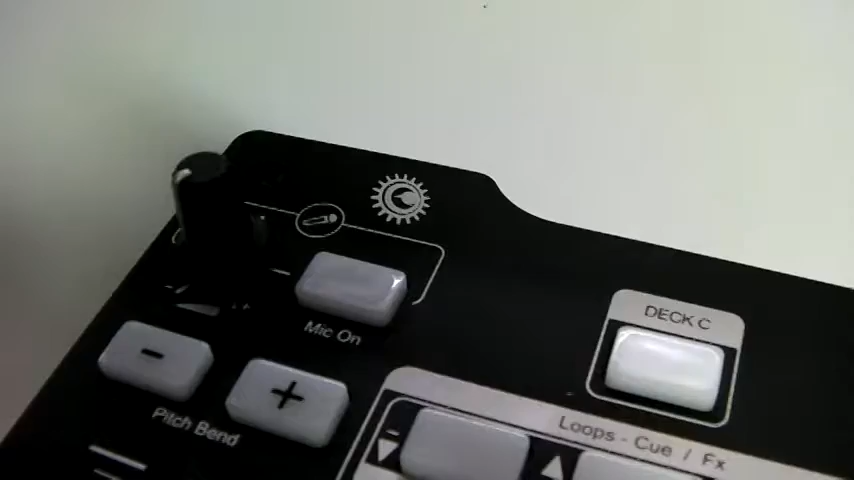 DECK C
Mic On
-
+
Pitch Bend
Loops - Cue / Fx
-